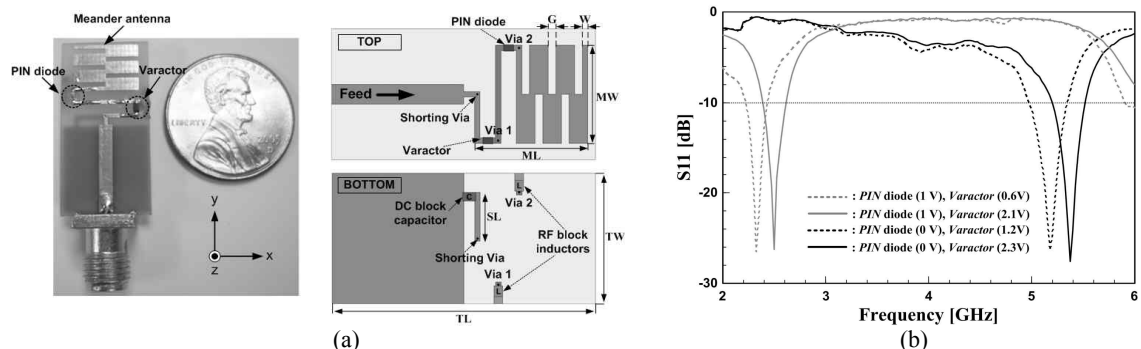 Meander antenna
PIN diode
Varactor
y
x
z
LIBERTY
PIN diode
G
W
TOP
Via 2
Feed
MW
Shorting Via
Via 1
Varactor
ML
BOTTOM
L
DC block
capacitor
C
SL
Via 2
RF block
inductors
TW
Shorting Via
Via 1
L
TL
(a)
S11 [dB]
0
-10
-20
-30
: PIN diode (1 V), Varactor (0.6V)
: PIN diode (1 V), Varactor (2.1V)
: PIN diode (0 V), Varactor (1.2V)
: PIN diode (0 V), Varactor (2.3V)
2 3 4 5 6
Frequency [GHz]
(b)